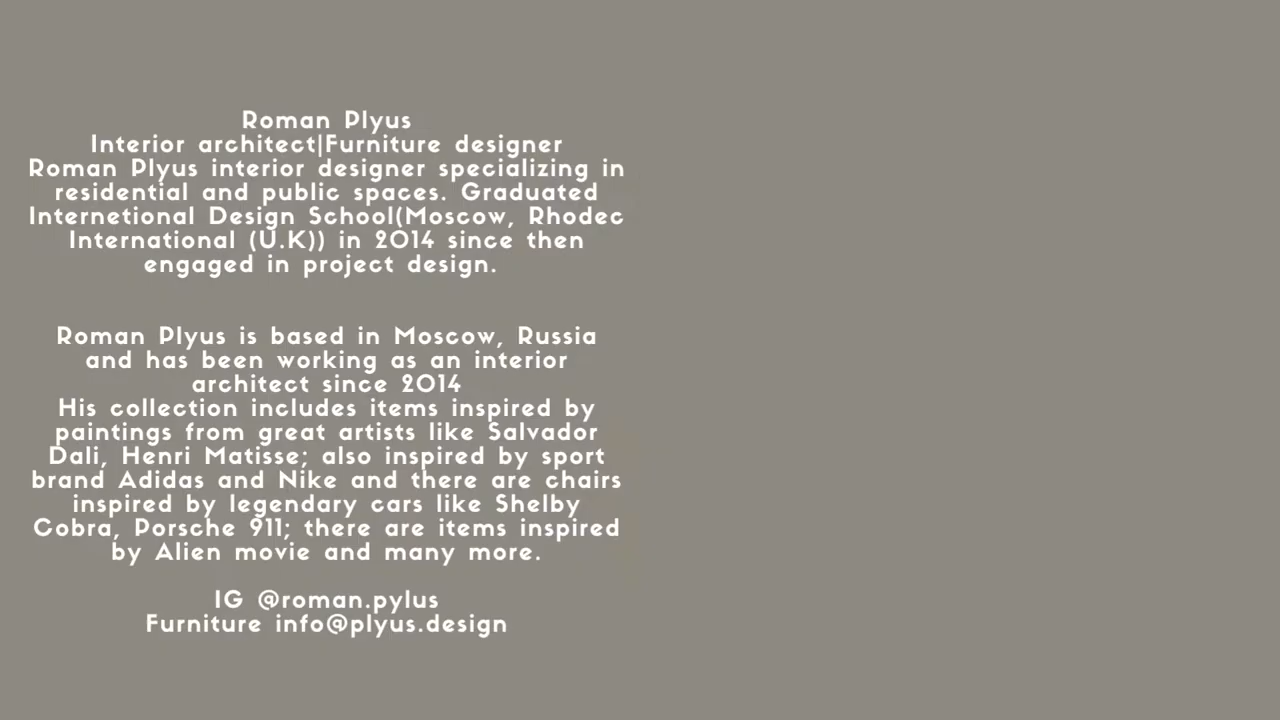 Roman Plyus
Interior architect|Furniture designer
Roman Plyus interior designer specializing in
residential and public spaces. Graduated
Internetional Design School(Moscow, Rhodec
International (U.K)) in 2014 since then
engaged in project design.
Roman Plyus is based in Moscow, Russia
and has been working as an interior
architect since 2014
His collection includes items inspired by
paintings from great artists like Salvador
Dali, Henri Matisse; also inspired by sport
brand Adidas and Nike and there are chairs
inspired by legendary cars like Shelby
Cobra, Porsche 911; there are items inspired
by Alien movie and many more.
IG @roman.pylus
Furniture info@plyus.design